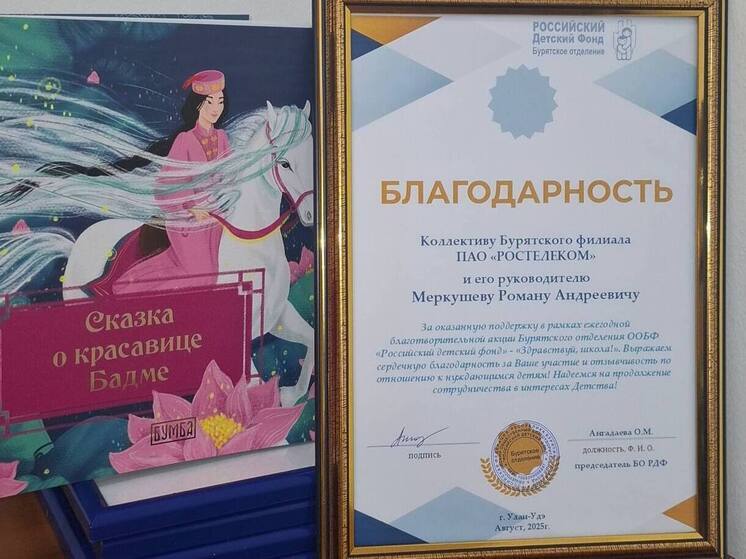 Сказка
о красавице
Бадме
БУМБА
РОССИЙСКИЙ
Детский Фонд
Бурятское отделение
БЛАГОДАРНОСТЬ
Коллективу Бурятского филиала
ПАО «РОСТЕЛЕКОМ»
и его руководителю
Меркушеву Роману Андреевичу
За оказанную поддержку в рамках ежегодной
благотворительной акции Бурятского отделения ООБФ
«Российский детский фонд» - «Здравствуй, школа!». Выражаем
сердечную благодарность за Ваше участие и отзывчивость по
отношению к нуждающимся детям! Надеемся на продолжение
сотрудничества в интересах Детства!
подпись
Бурятское
отделение
Ангадаева О.М.
должность, Ф. И. О.
председатель БО РДФ
г. Улан-Удэ
Август, 2025г.